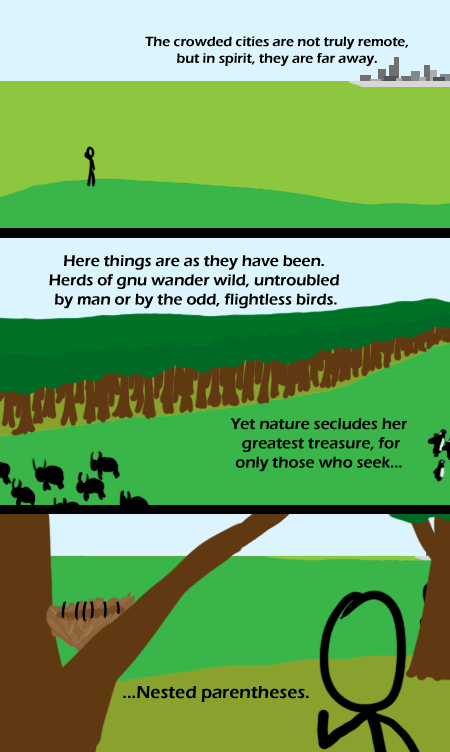 The crowded cities are not truly remote,
but in spirit, they are far away.
Here things are as they have been.
Herds of gnu wander wild, untroubled
by man or by the odd, flightless birds.
Yet nature secludes her
greatest treasure, for
only those who seek...
...Nested parentheses.